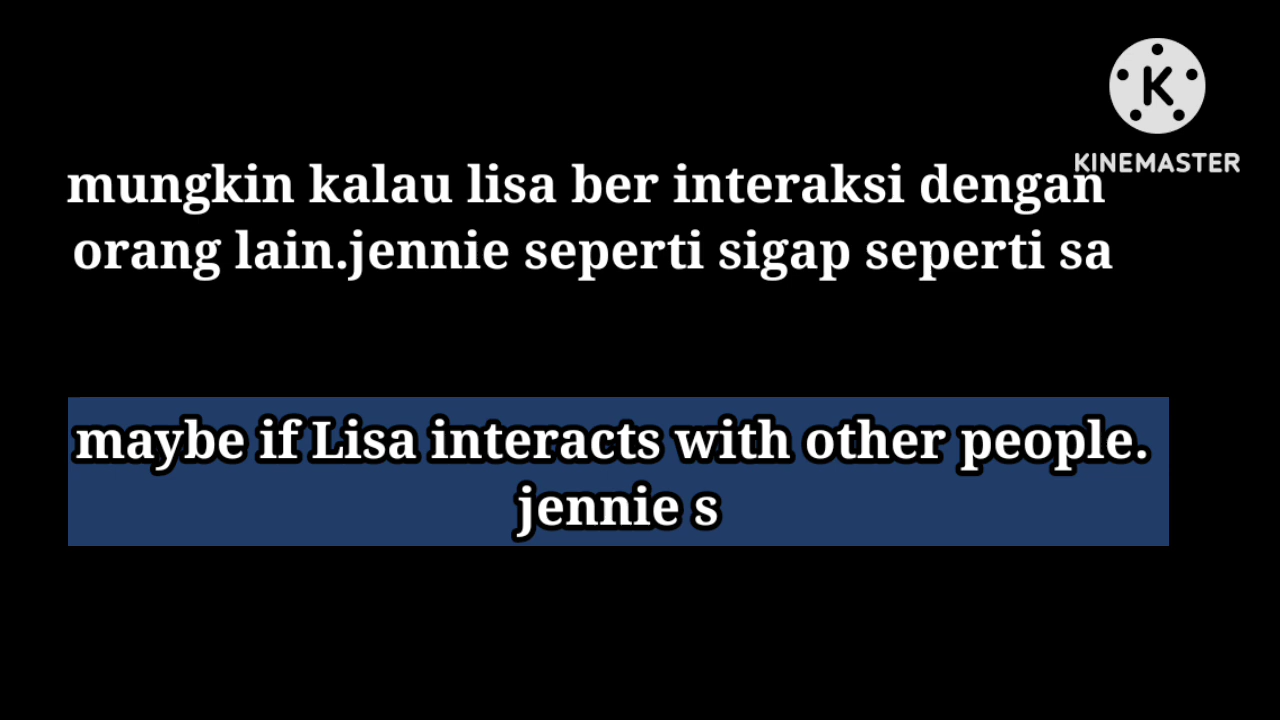 KINEMASTER
mungkin kalau lisa ber interaksi dengan
orang lain.jennie seperti sigap seperti sa
maybe if Lisa interacts with other people.
jennie s